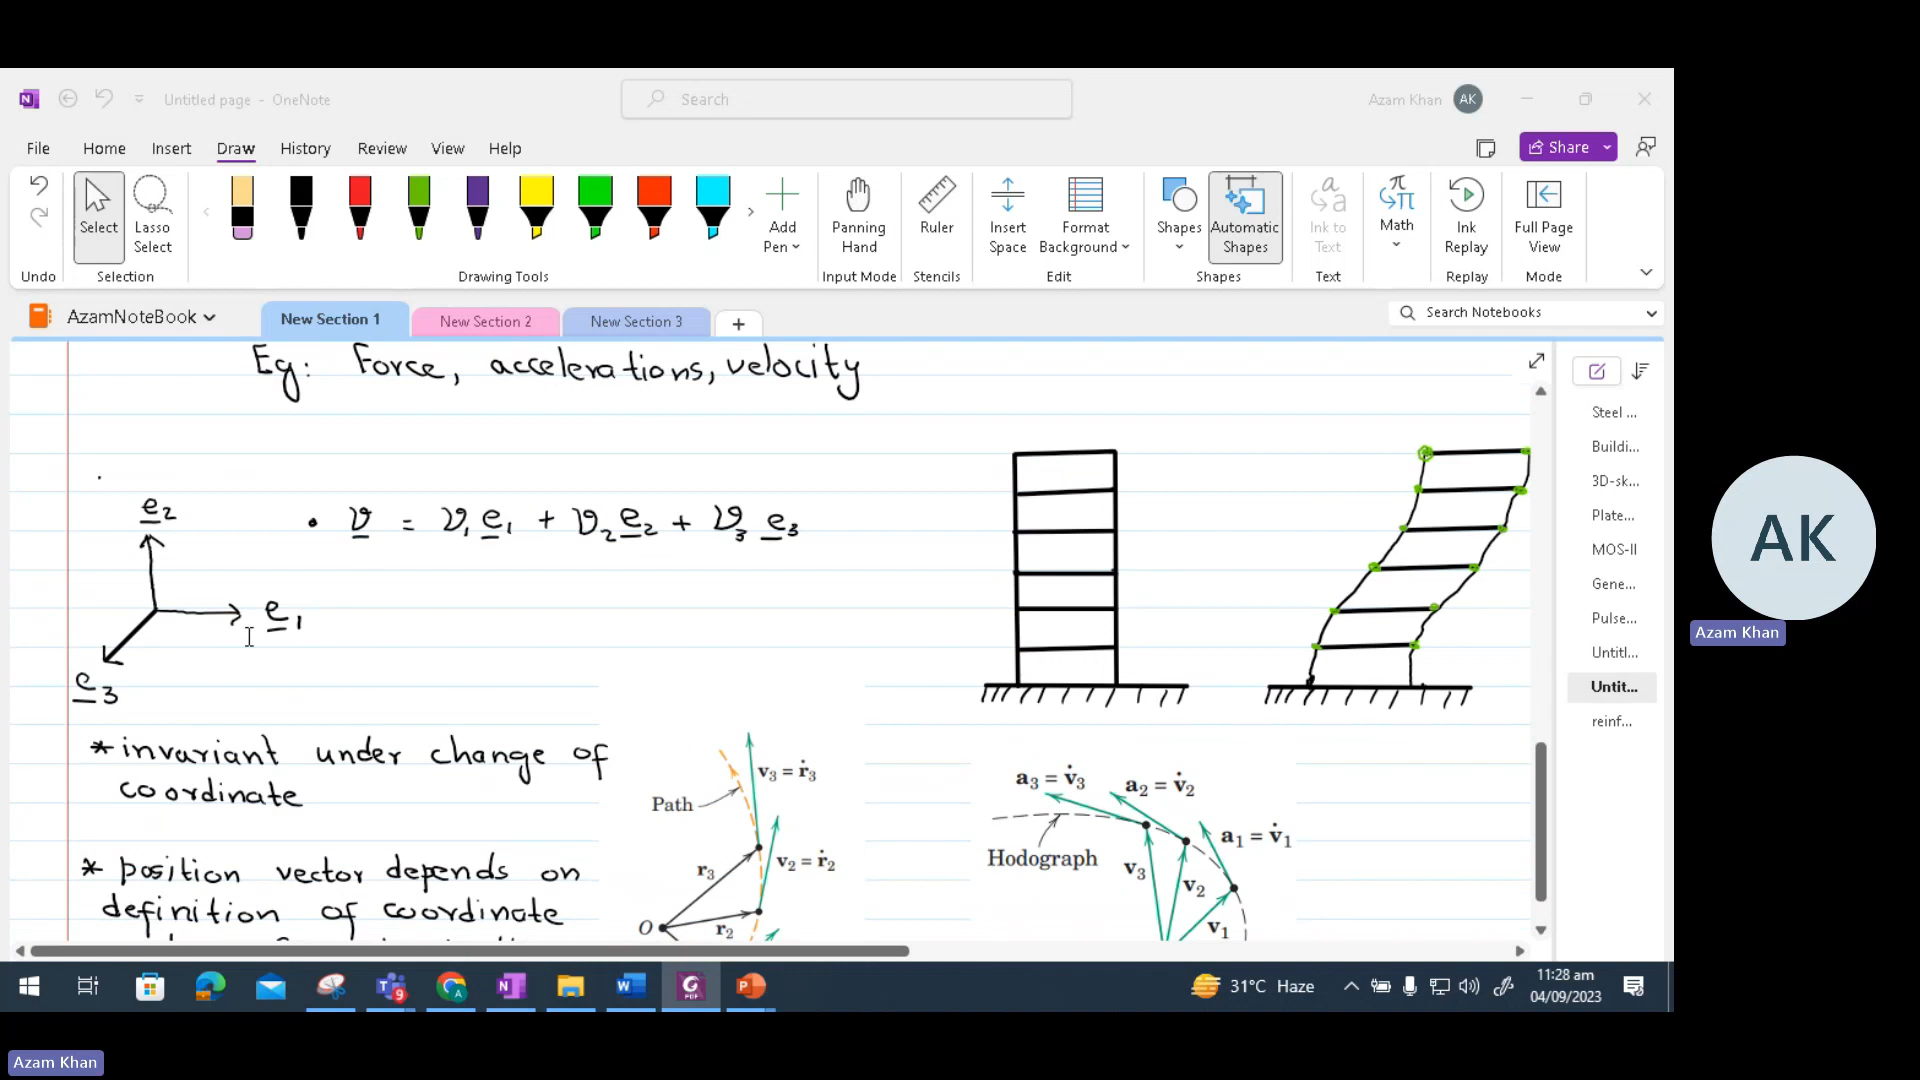 Untitled page - OneNote
Search
Azam Khan AK
File Home Insert Draw History Review View Help
Share
Select
Lasso Select
Add Pen
Panning Hand
Ruler
Insert Space
Format Background
Shapes
Automatic Shapes
Ink to Text
Math
Ink Replay
Full Page View
Undo Selection Drawing Tools Input Mode Stencils Edit Shapes Text Replay Mode
AzamNoteBook
New Section 1
New Section 2
New Section 3
Search Notebooks
Eg: Force, accelerations, velocity
Steel ...
Buildi...
3D-sk...
Plate...
MOS-II
Gene...
Pulse...
Untitl...
Untit...
reinf...
e2
• v = v1 e1 + v2 e2 + v3 e3
e1
e3
* invariant under change of
coordinate
* position vector depends on
definition of coordinate
Path
v3 = ṙ3
v2 = ṙ2
r3
r2
O
a3 = v̇3
a2 = v̇2
a1 = v̇1
Hodograph
v3
v2
v1
AK
Azam Khan
9
PDF
31°C Haze
11:28 am
04/09/2023
Azam Khan